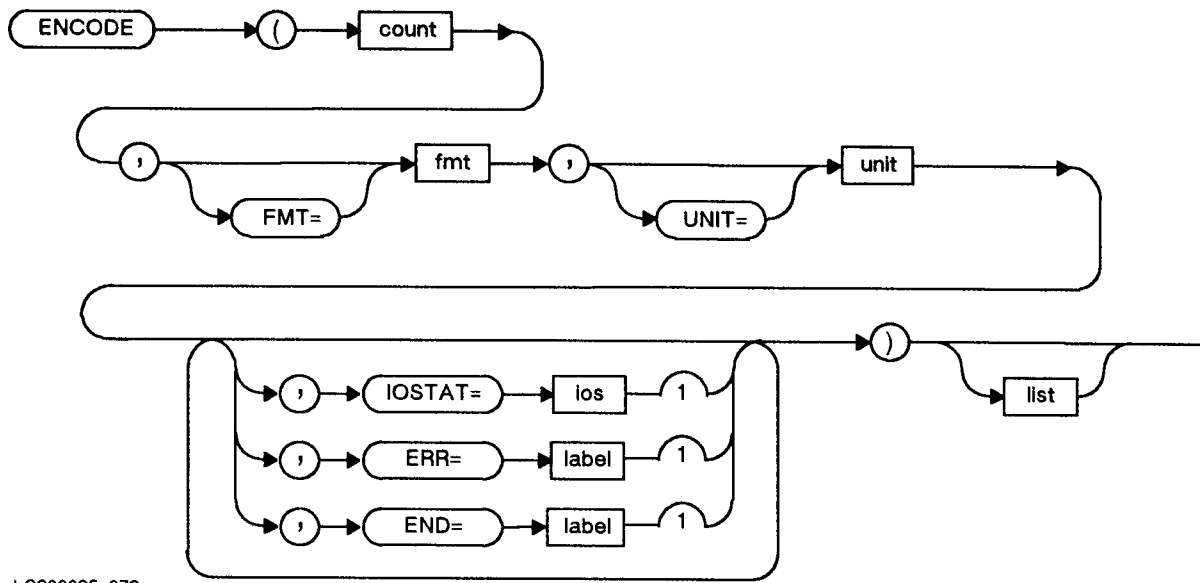 ENCODE ( count
, FMT= fmt , UNIT= unit
, IOSTAT= ios 1 ) list
, ERR= label 1
, END= label 1